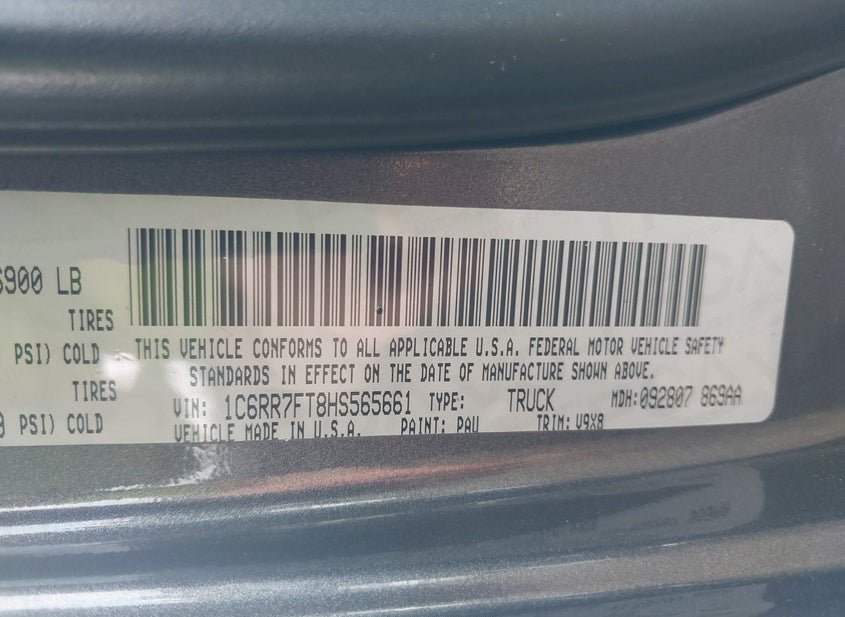 6900 LB
TIRES
PSI) COLD
TIRES
PSI) COLD
THIS VEHICLE CONFORMS TO ALL APPLICABLE U.S.A. FEDERAL MOTOR VEHICLE SAFETY
STANDARDS IN EFFECT ON THE DATE OF MANUFACTURE SHOWN ABOVE.
VIN: 1C6RR7FT8HS565661 TYPE: TRUCK MDH:092807 869AA
VEHICLE MADE IN U.S.A. PAINT: PAU TRIM: V9X8